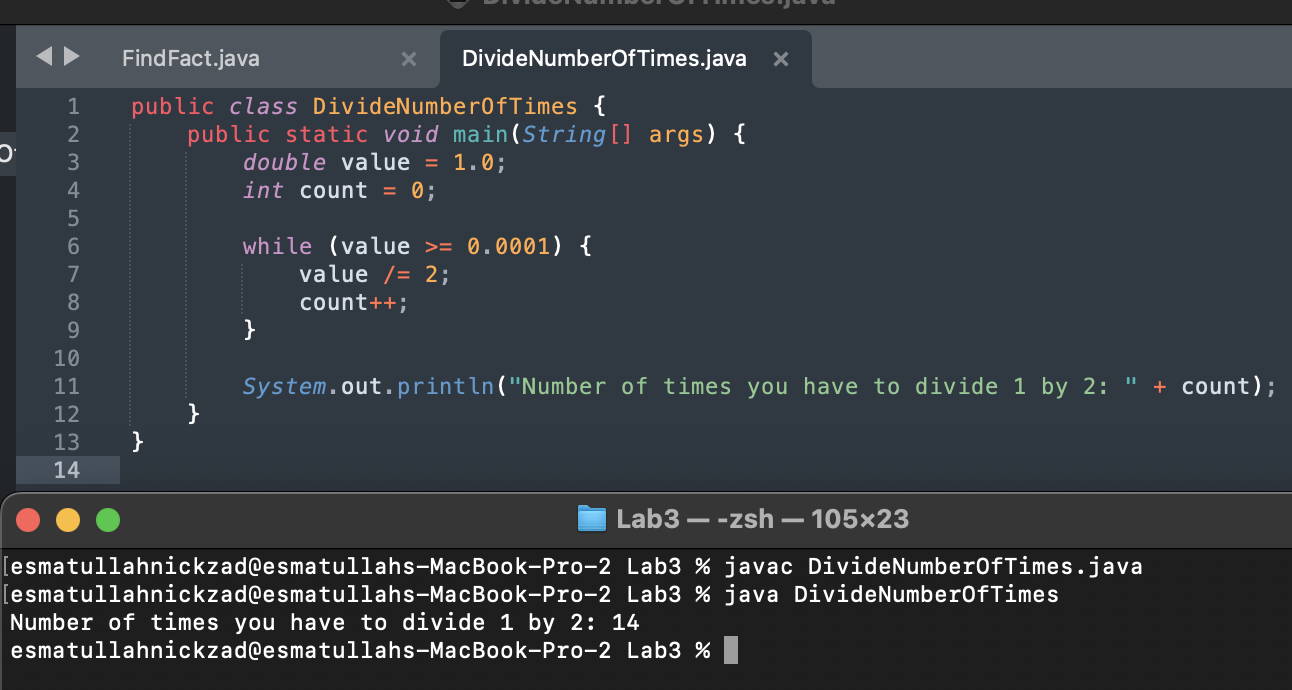 DivideNumberOfTimes.java
FindFact.java × DivideNumberOfTimes.java ×
1 public class DivideNumberOfTimes {
2     public static void main(String[] args) {
3         double value = 1.0;
4         int count = 0;
5
6         while (value >= 0.0001) {
7             value /= 2;
8             count++;
9         }
10
11         System.out.println("Number of times you have to divide 1 by 2: " + count);
12     }
13 }
14
Lab3 — -zsh — 105×23
[esmatullahnickzad@esmatullahs-MacBook-Pro-2 Lab3 % javac DivideNumberOfTimes.java
[esmatullahnickzad@esmatullahs-MacBook-Pro-2 Lab3 % java DivideNumberOfTimes
Number of times you have to divide 1 by 2: 14
esmatullahnickzad@esmatullahs-MacBook-Pro-2 Lab3 %